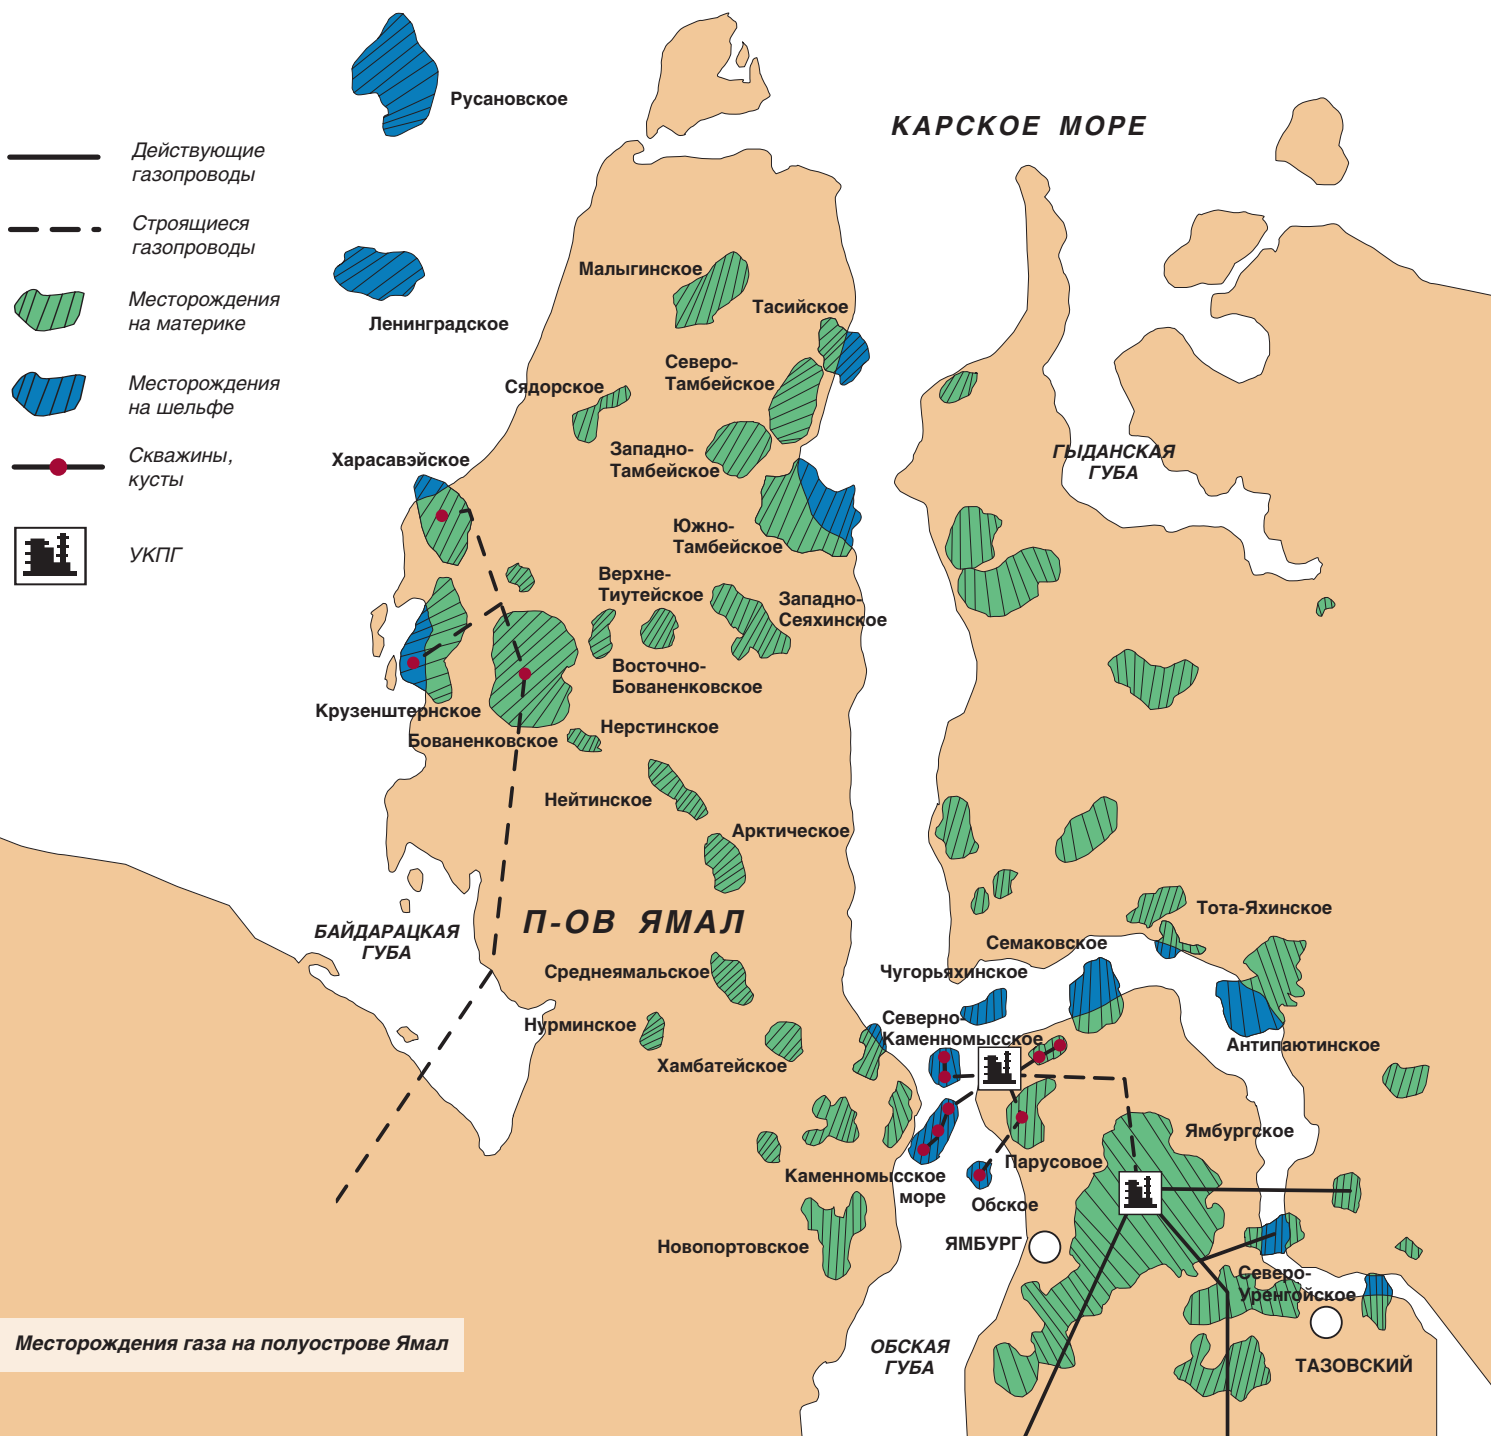 Русановское
КАРСКОЕ МОРЕ
Действующие
газопроводы
Строящиеся
газопроводы
Месторождения
на материке
Месторождения
на шельфе
Скважины,
кусты
УКПГ
Ленинградское
Малыгинское
Тасийское
Северо-
Тамбейское
Сядорское
Западно-
Тамбейское
ГЫДАНСКАЯ
ГУБА
Харасавэйское
Южно-
Тамбейское
Верхне-
Тиутейское
Западно-
Сеяхинское
Восточно-
Бованенковское
Крузенштернское
Бованенковское
Нерстинское
Нейтинское
Арктическое
П-ОВ ЯМАЛ
БАЙДАРАЦКАЯ
ГУБА
Тота-Яхинское
Семаковское
Чугорьяхинское
Среднеямальское
Северно-
Каменномысское
Нурминское
Хамбатейское
Антипаютинское
Ямбургское
Парусовое
Каменномысское
море
Обское
ЯМБУРГ
Новопортовское
Северо-
Уренгойское
ТАЗОВСКИЙ
ОБСКАЯ
ГУБА
Месторождения газа на полуострове Ямал